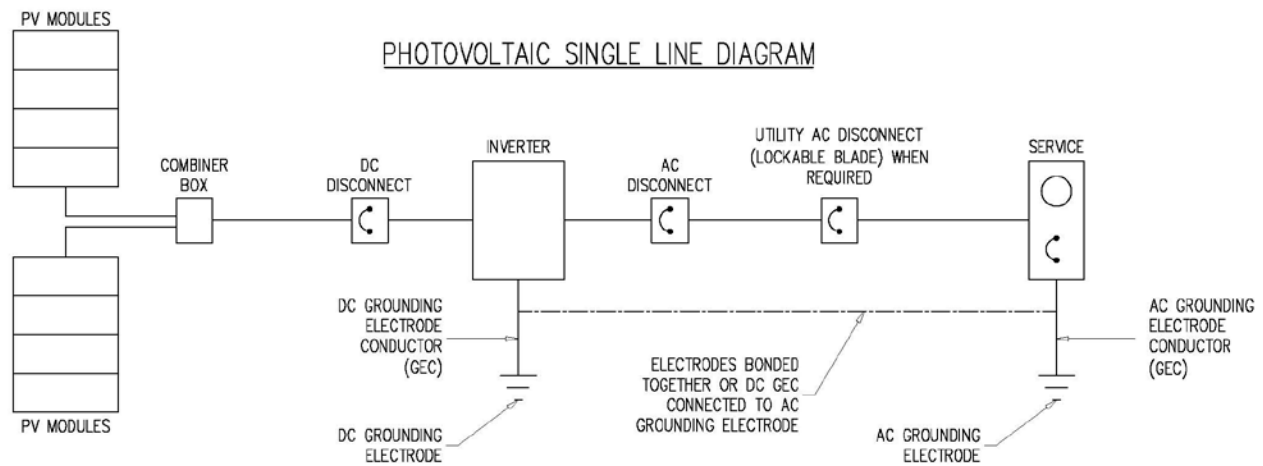 PV MODULES
PHOTOVOLTAIC SINGLE LINE DIAGRAM
COMBINER
BOX
DC
DISCONNECT
INVERTER
AC
DISCONNECT
UTILITY AC DISCONNECT
(LOCKABLE BLADE) WHEN
REQUIRED
SERVICE
PV MODULES
DC GROUNDING
ELECTRODE
CONDUCTOR
(GEC)
ELECTRODES BONDED
TOGETHER OR DC GEC
CONNECTED TO AC
GROUNDING ELECTRODE
AC GROUNDING
ELECTRODE
CONDUCTOR
(GEC)
DC GROUNDING
ELECTRODE
AC GROUNDING
ELECTRODE